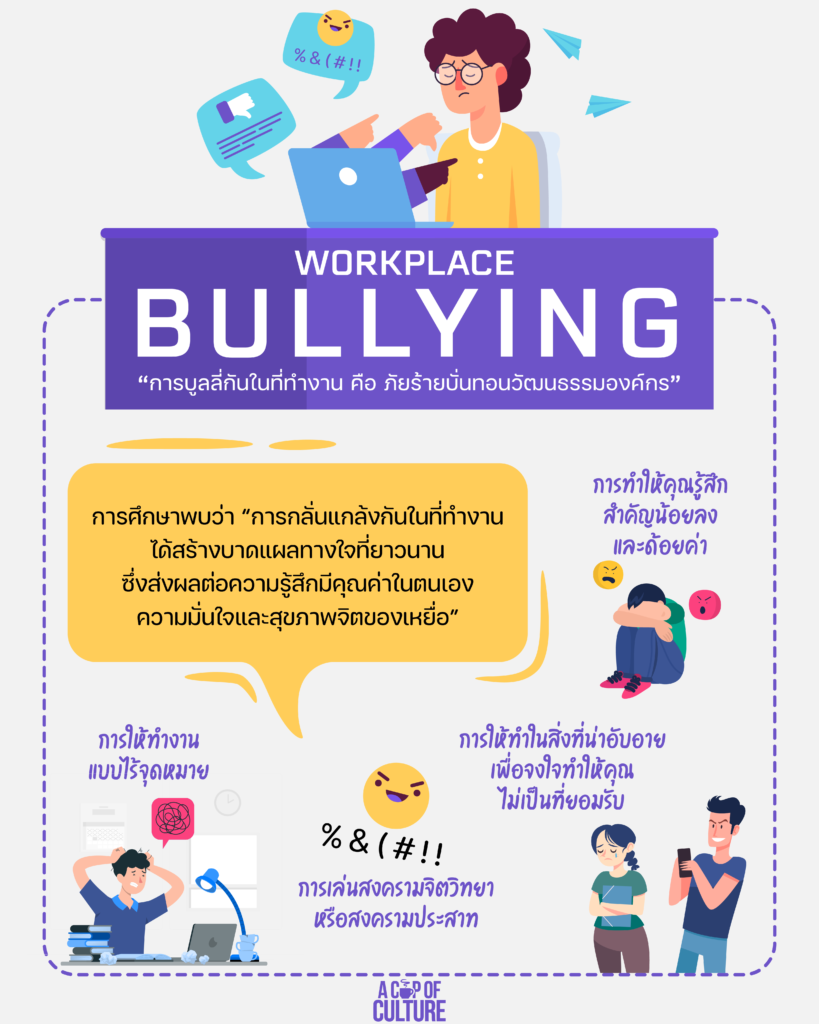 %&(#!!
WORKPLACE
BULLYING
“การบูลลี่กันในที่ทำงาน คือ ภัยร้ายบั่นทอนวัฒนธรรมองค์กร”
การศึกษาพบว่า “การกลั่นแกล้งกันในที่ทำงาน
ได้สร้างบาดแผลทางใจที่ยาวนาน
ซึ่งส่งผลต่อความรู้สึกมีคุณค่าในตนเอง
ความมั่นใจและสุขภาพจิตของเหยื่อ”
การทำให้คุณรู้สึก
สำคัญน้อยลง
และด้อยค่า
การให้ทำงาน
แบบไร้จุดหมาย
%&(#!!
การเล่นสงครามจิตวิทยา
หรือสงครามประสาท
การให้ทำในสิ่งที่น่าอับอาย
เพื่อจงใจทำให้คุณ
ไม่เป็นที่ยอมรับ
A CUP OF
CULTURE